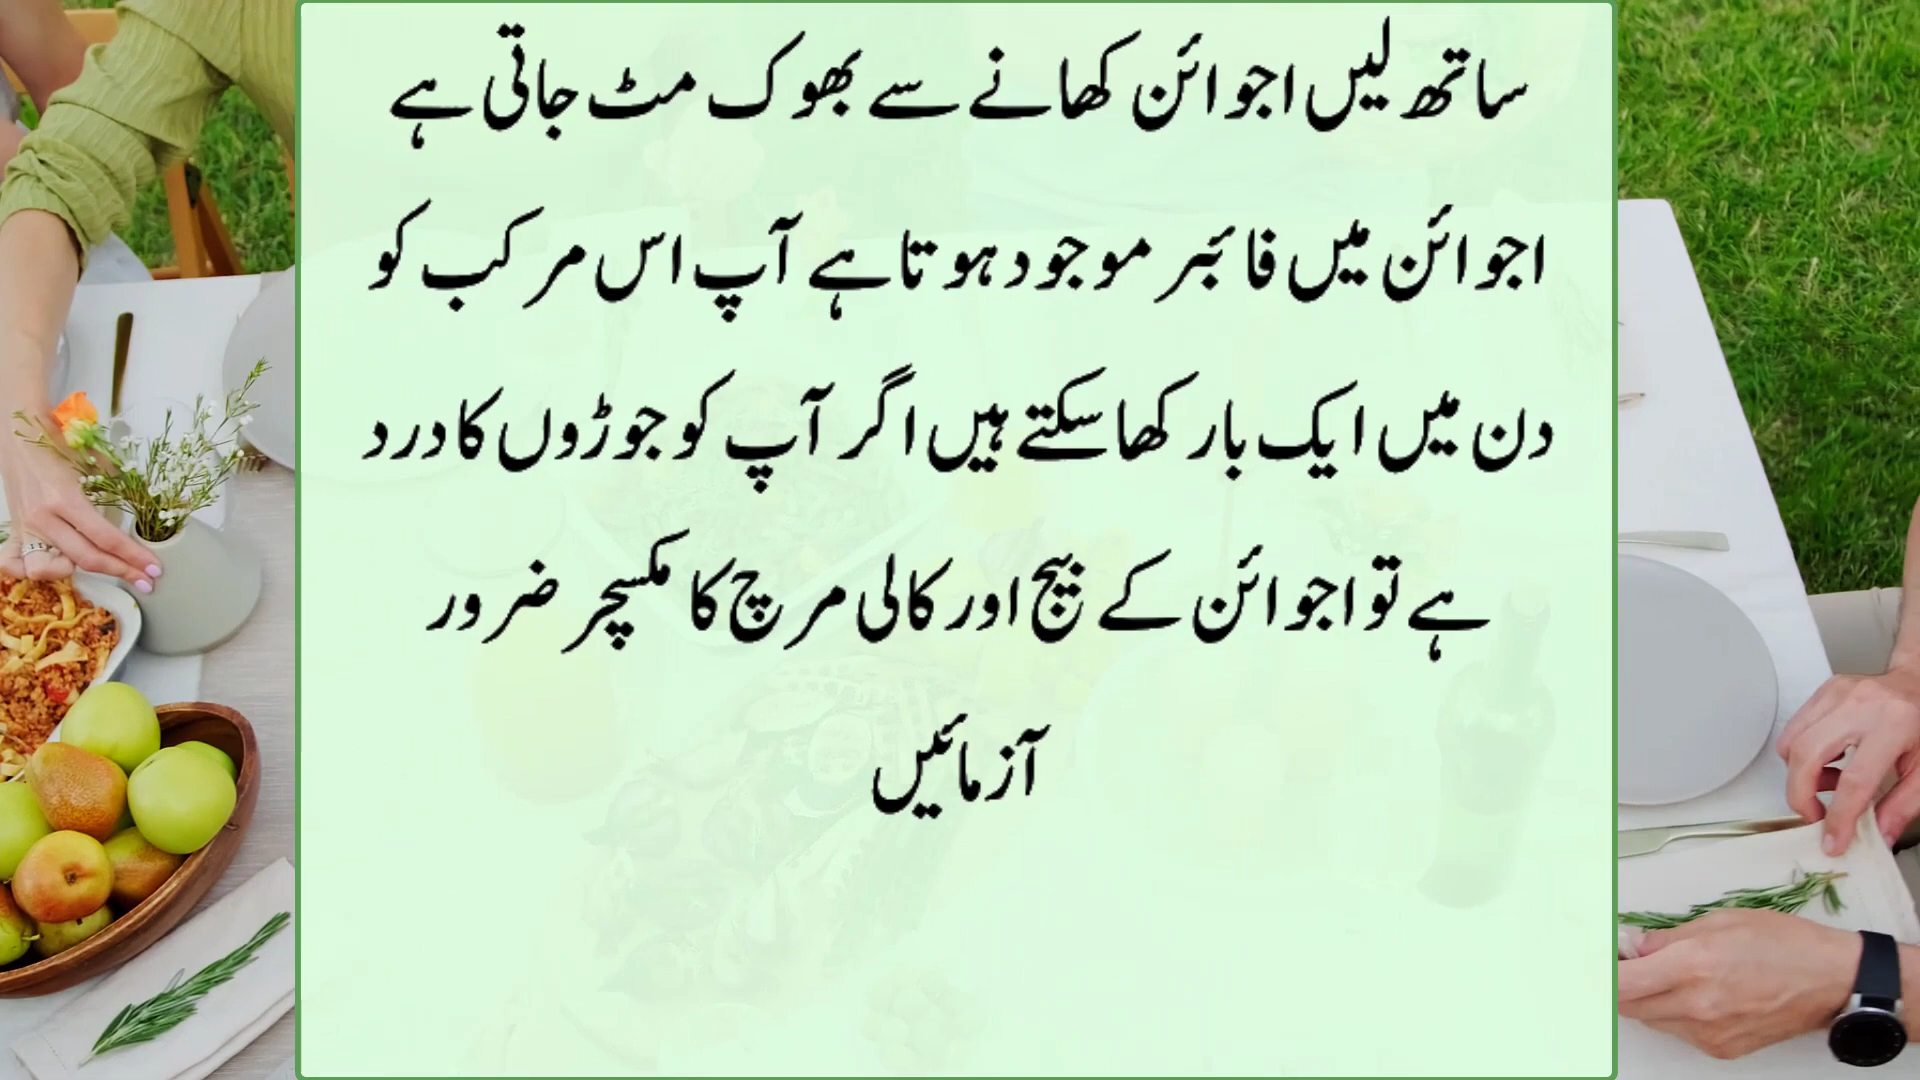 ساتھ لیں اجوائن کھانے سے بھوک مٹ جاتی ہے
اجوائن میں فائبر موجود ہوتا ہے آپ اس مرکب کو
دن میں ایک بار کھا سکتے ہیں اگر آپ کو جوڑوں کا درد
ہے تو اجوائن کے بیج اور کالی مرچ کا مکسچر ضرور
آزمائیں